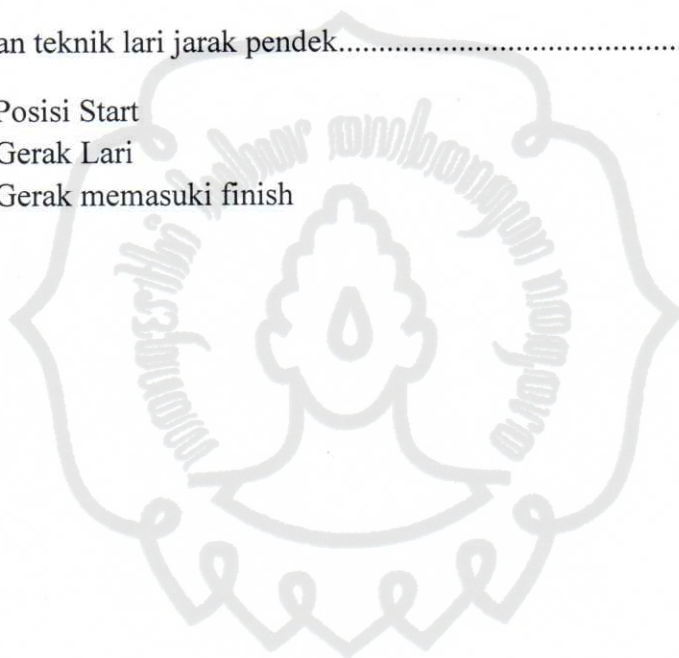 an teknik lari jarak pendek..........................................
Posisi Start
Gerak Lari
Gerak memasuki finish